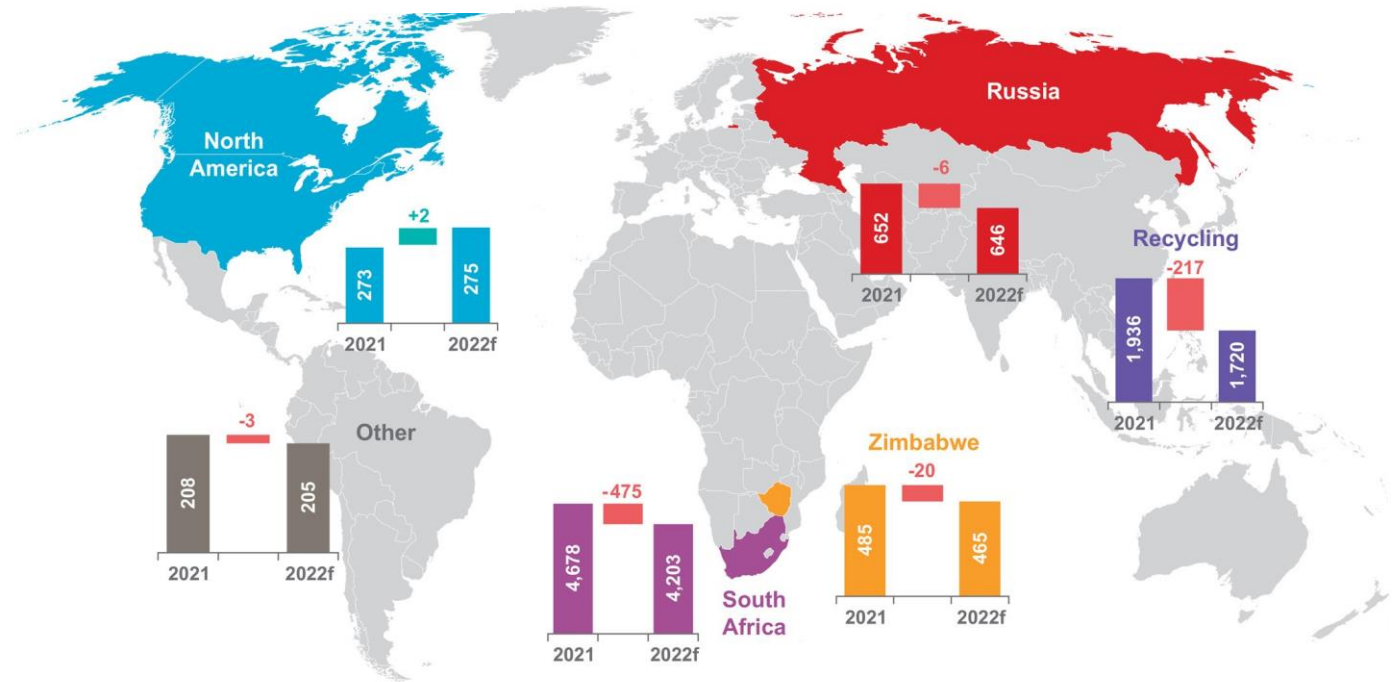 North
America
+2
273
275
2021
2022f
Russia
-6
652
646
2021
2022f
Recycling
-217
1,936
1,720
2021
2022f
Other
-3
208
205
2021
2022f
South
Africa
-475
4,678
4,203
2021
2022f
Zimbabwe
-20
485
465
2021
2022f